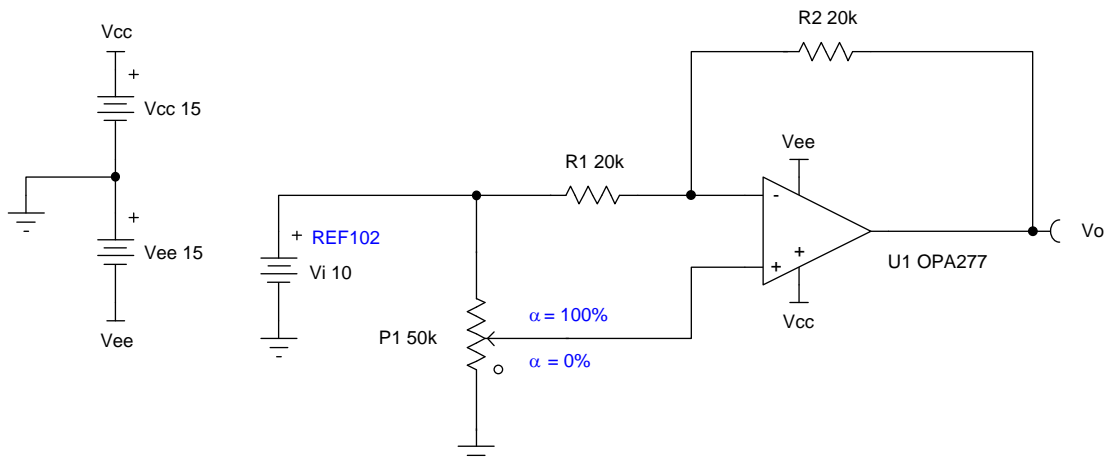 Vcc
+
Vcc 15
+
Vee 15
Vee
+ REF102
Vi 10
P1 50k
α = 100%
α = 0%
R1 20k
R2 20k
Vee
-
+
+
Vcc
U1 OPA277
Vo